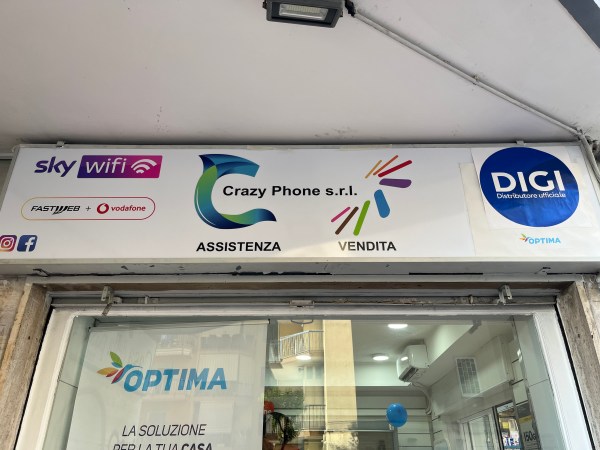 sky wifi
FASTWEB + vodafone
Crazy Phone s.r.l.
ASSISTENZA
VENDITA
DIGI
Distributore ufficiale
OPTIMA
OPTIMA
LA SOLUZIONE
PER LA TUA CASA